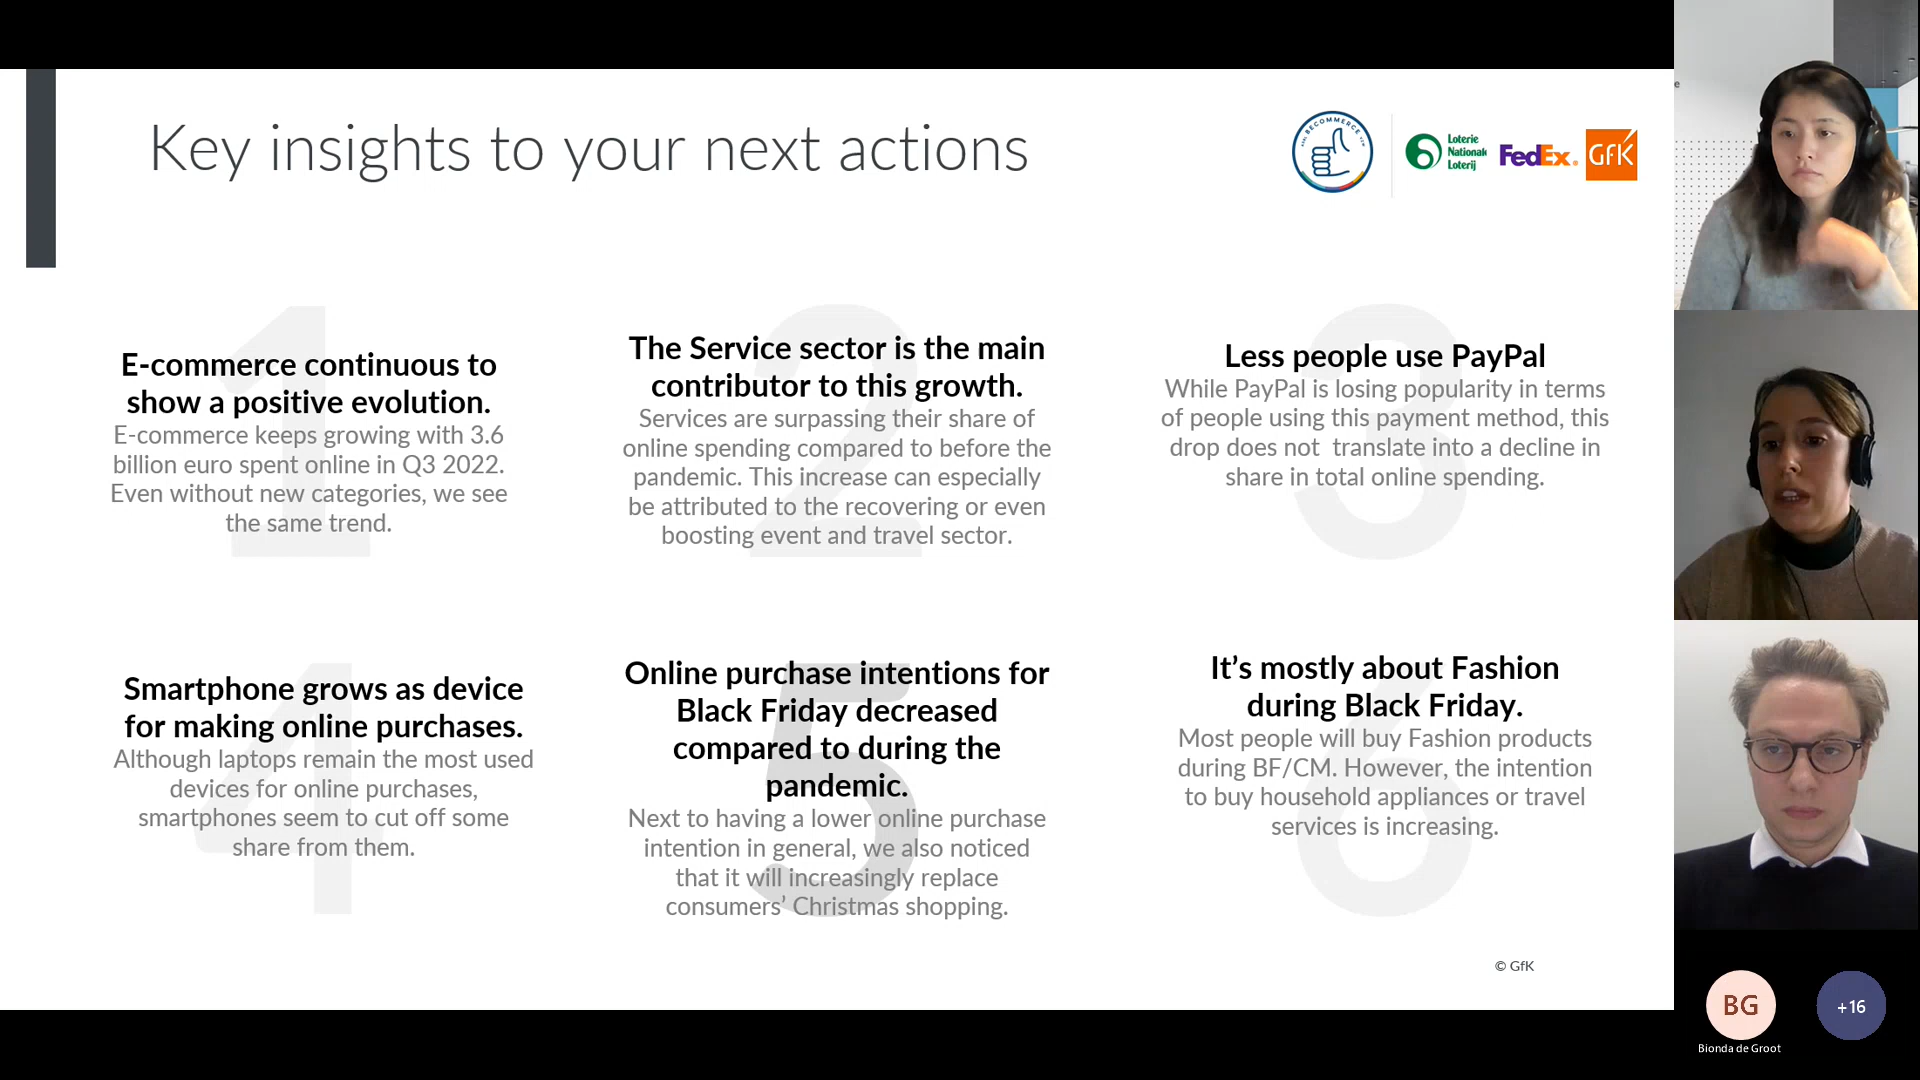 Key insights to your next actions
BECOMMERCE
Loterie
Nationale
Loterij
FedEx.
GfK
1
E-commerce continuous to
show a positive evolution.
E-commerce keeps growing with 3.6
billion euro spent online in Q3 2022.
Even without new categories, we see
the same trend.
2
The Service sector is the main
contributor to this growth.
Services are surpassing their share of
online spending compared to before the
pandemic. This increase can especially
be attributed to the recovering or even
boosting event and travel sector.
3
Less people use PayPal
While PayPal is losing popularity in terms
of people using this payment method, this
drop does not translate into a decline in
share in total online spending.
4
Smartphone grows as device
for making online purchases.
Although laptops remain the most used
devices for online purchases,
smartphones seem to cut off some
share from them.
5
Online purchase intentions for
Black Friday decreased
compared to during the
pandemic.
Next to having a lower online purchase
intention in general, we also noticed
that it will increasingly replace
consumers’ Christmas shopping.
6
It’s mostly about Fashion
during Black Friday.
Most people will buy Fashion products
during BF/CM. However, the intention
to buy household appliances or travel
services is increasing.
© GfK
BG
+16
Bionda de Groot